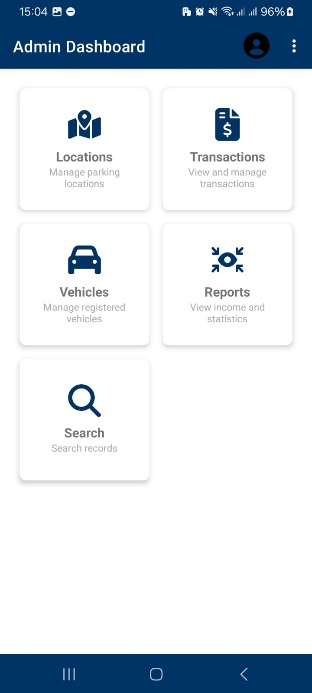 15:04 96%
Admin Dashboard
Locations
Manage parking
locations
Transactions
View and manage
transactions
Vehicles
Manage registered
vehicles
Reports
View income and
statistics
Search
Search records